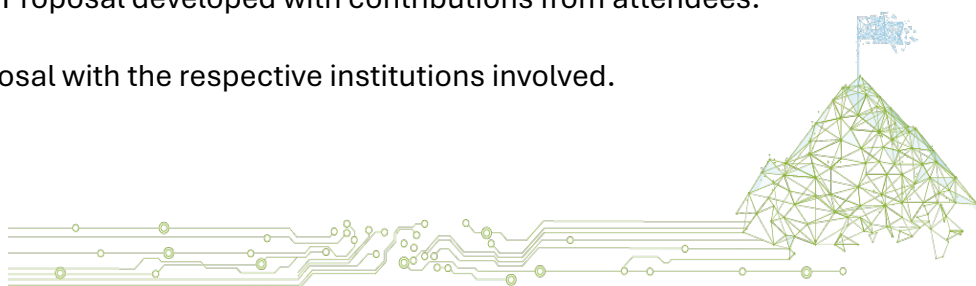 Proposal developed with contributions from attendees.
osal with the respective institutions involved.